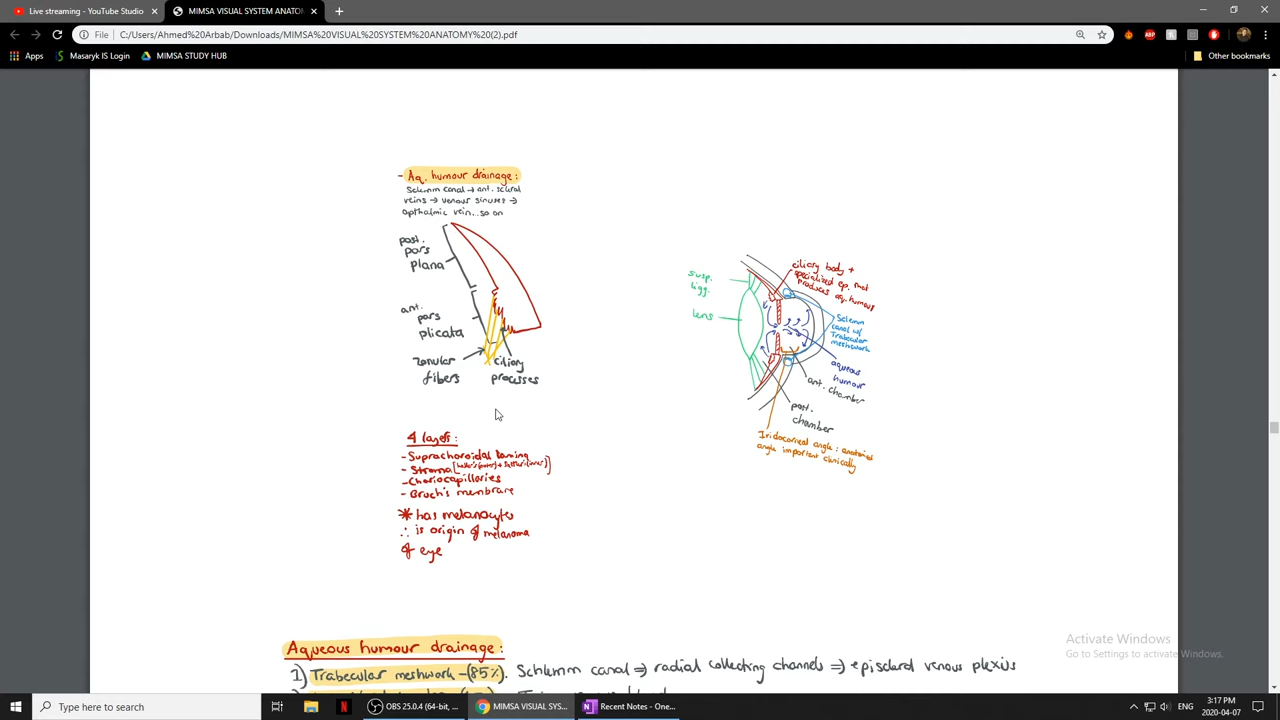 Live streaming - YouTube Studio
MIMSA VISUAL SYSTEM ANATOM
File
C:/Users/Ahmed%20Arbab/Downloads/MIMSA%20VISUAL%20SYSTEM%20ANATOMY%20(2).pdf
Apps
Masaryk IS Login
MIMSA STUDY HUB
Other bookmarks
- Aq. humour drainage:
Schlemm canal → ant. scleral
veins → venous sinuses →
Opthalmic vein...so on
post.
pars
plana
ant.
pars
plicata
Zonular
fibers
ciliary
processes
4 layers:
- Suprachoroidal lamina
- Stroma
- Choriocapillaries
- Bruch's membrane
* has melanocytes
∴ is origin of melanoma
of eye
susp.
ligg.
lens
ciliary body +
specialized ep. that
produces aq. humour
Schlemm
canal w/
Trabecular
meshwork
aqueous
humour
ant. chamber
post.
chamber
Iridocorneal angle: anatomical
angle important clinically
Aqueous humour drainage:
1) Trabecular meshwork - (85%). Schlemm canal ⇒ radial collecting channels ⇒ episcleral venous plexus
Activate Windows
Go to Settings to activate Windows.
Type here to search
OBS 25.0.4 (64-bit, ...
MIMSA VISUAL SYS...
Recent Notes - One...
3:17 PM
2020-04-07